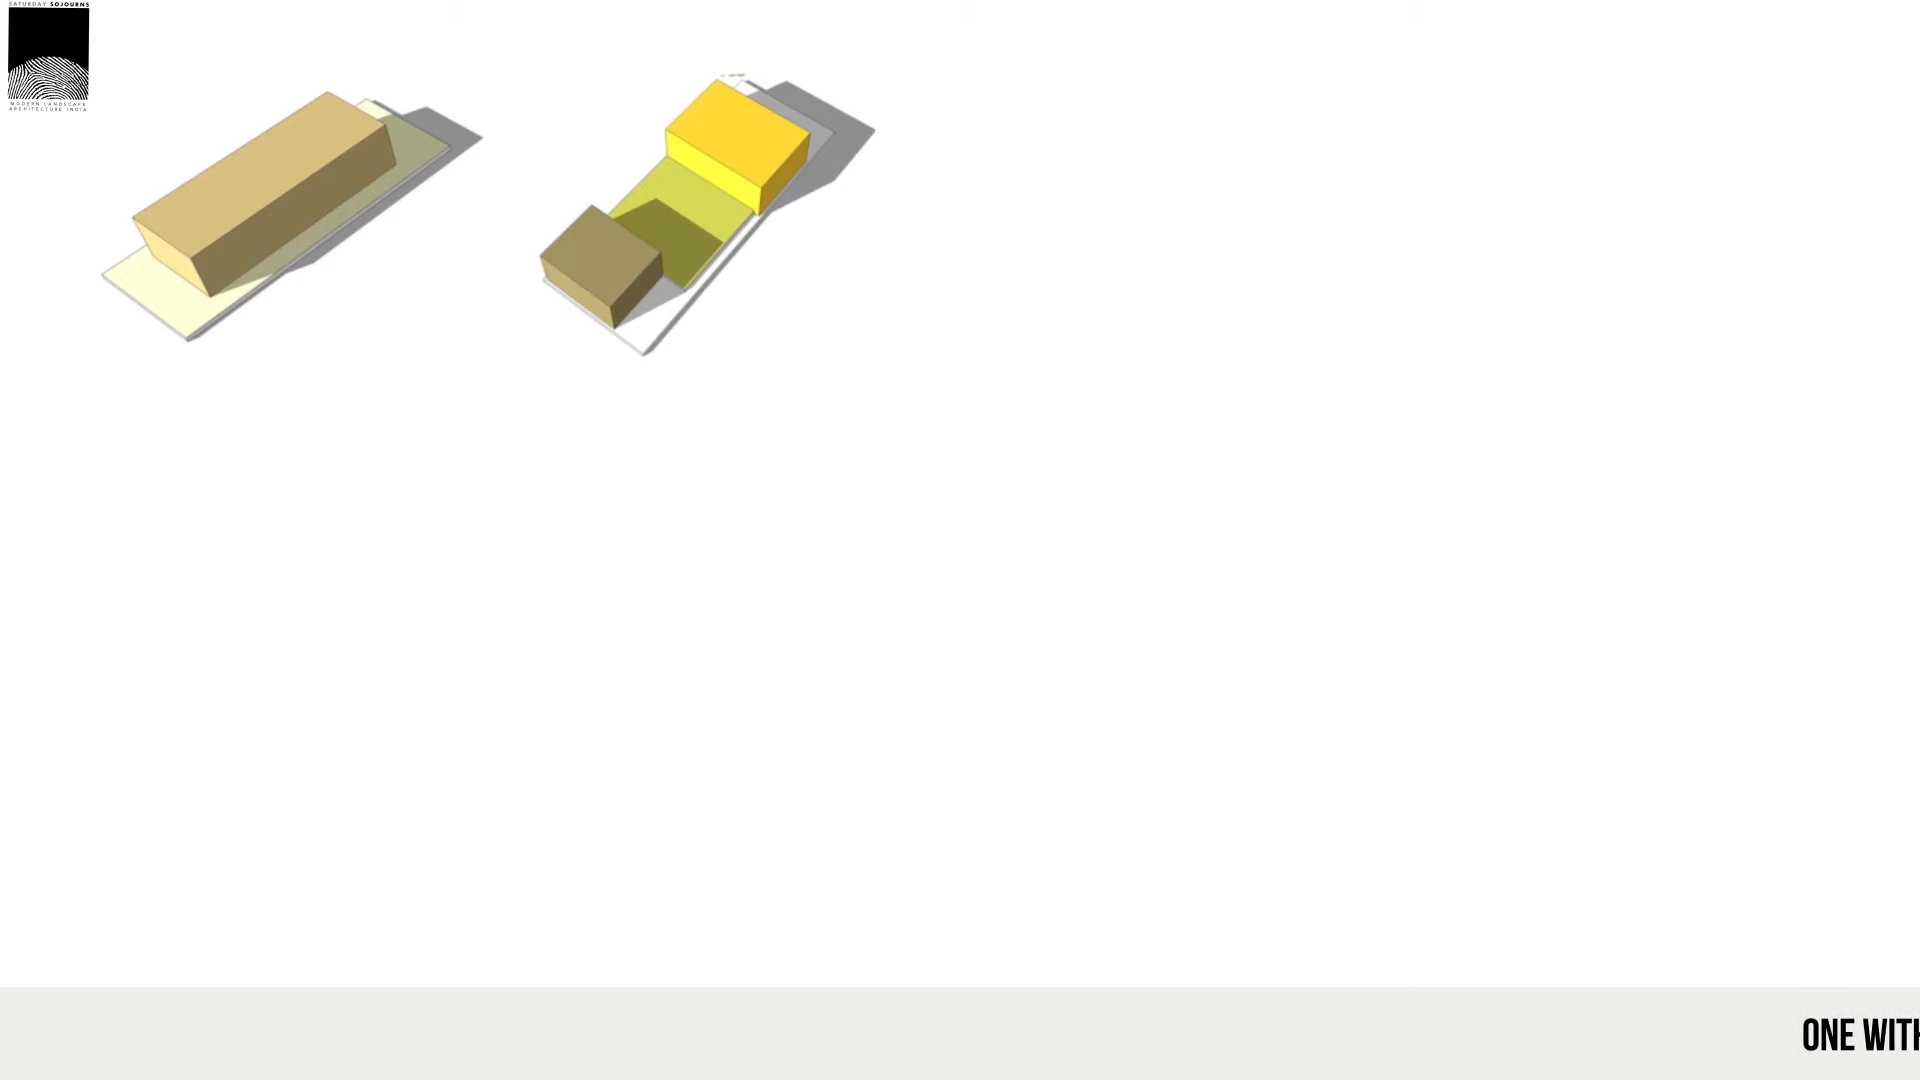 SATURDAY SOJOURNS
MODERN LANDSCAPE
ARCHITECTURE INDIA
ONE WITH